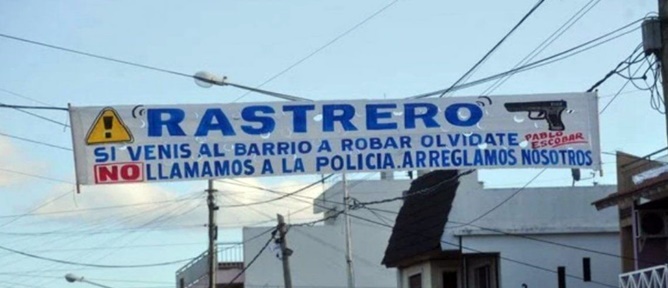 RASTRERO
SI VENIS AL BARRIO A ROBAR OLVIDATE
PABLO
ESCOBAR
NO LLAMAMOS A LA POLICIA.ARREGLAMOS NOSOTROS